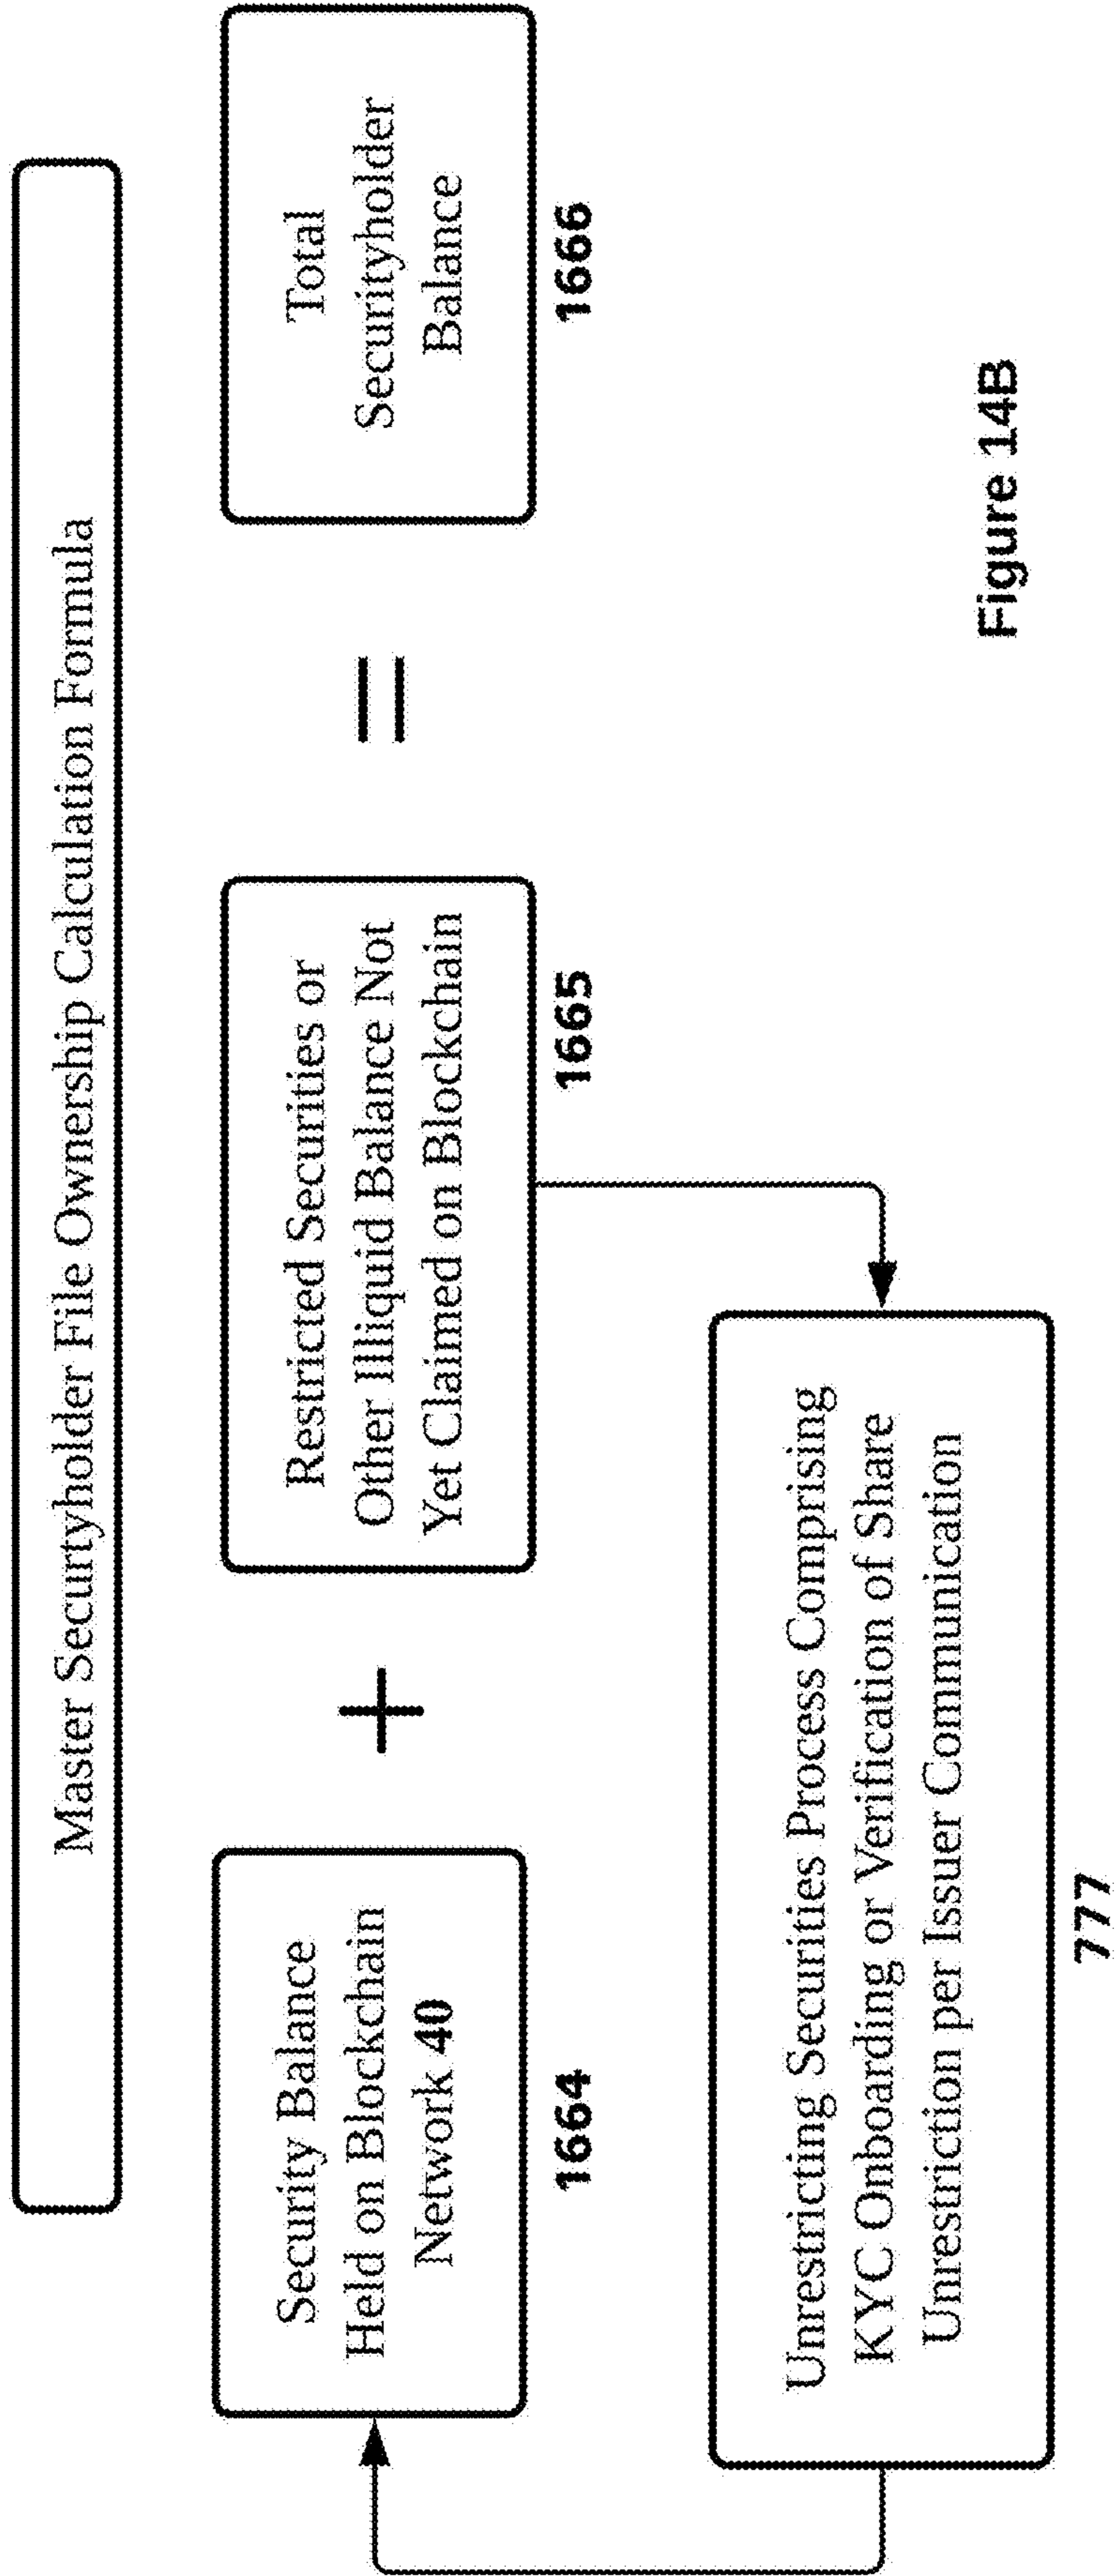 Master Securtyholder File Ownership Calculation Formula
Security Balance
Held on Blockchain
Network 40
1664
+
Restricted Securities or
Other Illiquid Balance Not
Yet Claimed on Blockchain
1665
=
Total
Securityholder
Balance
1666
Unrestricting Securities Process Comprising
KYC Onboarding or Verification of Share
Unrestriction per Issuer Communication
777
Figure 14B